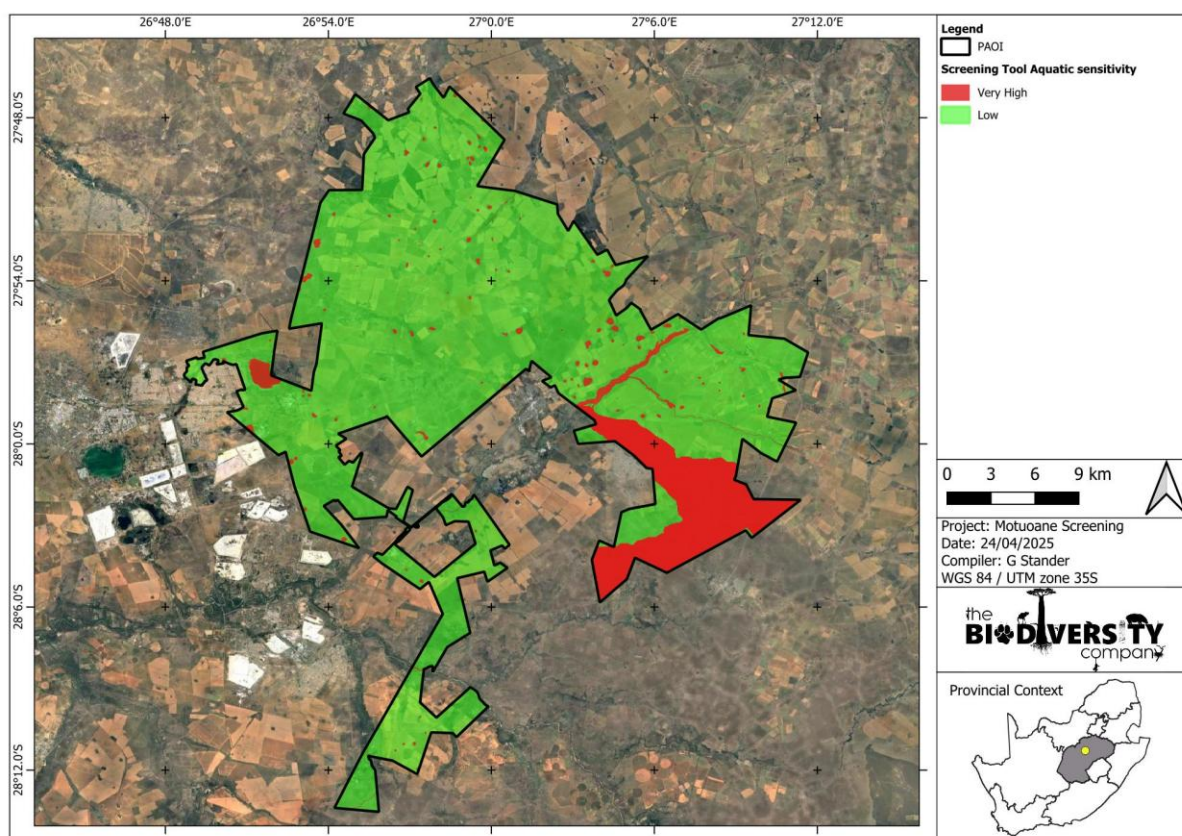 26°48.0'E 26°54.0'E 27°0.0'E 27°6.0'E 27°12.0'E
27°48.0'S
27°54.0'S
28°0.0'S
28°6.0'S
28°12.0'S
Legend
PAOI
Screening Tool Aquatic sensitivity
Very High
Low
0 3 6 9 km
Project: Motuoane Screening
Date: 24/04/2025
Compiler: G Stander
WGS 84 / UTM zone 35S
the
BIODIVERSITY
company
Provincial Context